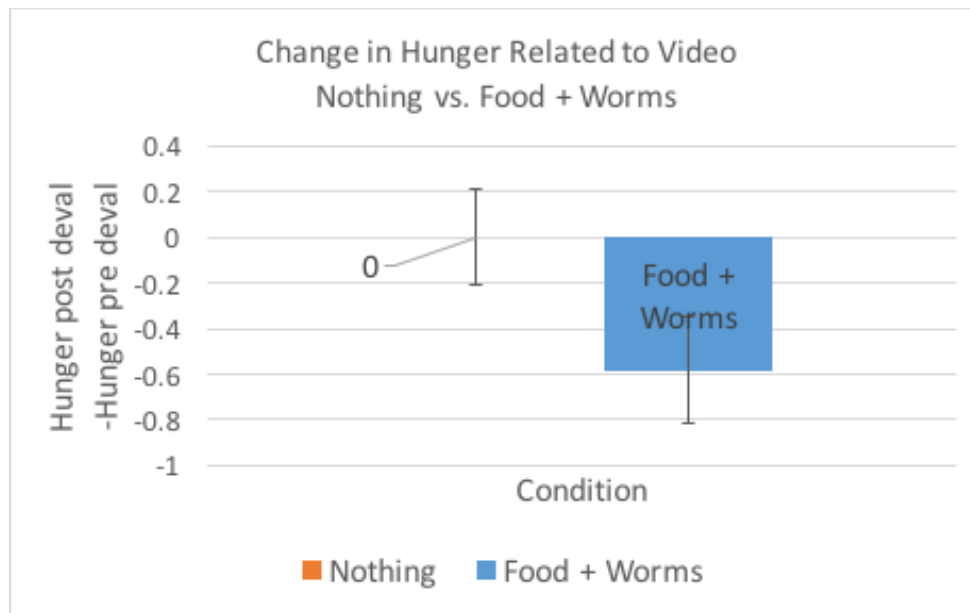 Change in Hunger Related to Video
Nothing vs. Food + Worms
Hunger post deval
-Hunger pre deval
0.4
0.2
0
-0.2
-0.4
-0.6
-0.8
-1
0
Food +
Worms
Condition
Nothing
Food + Worms